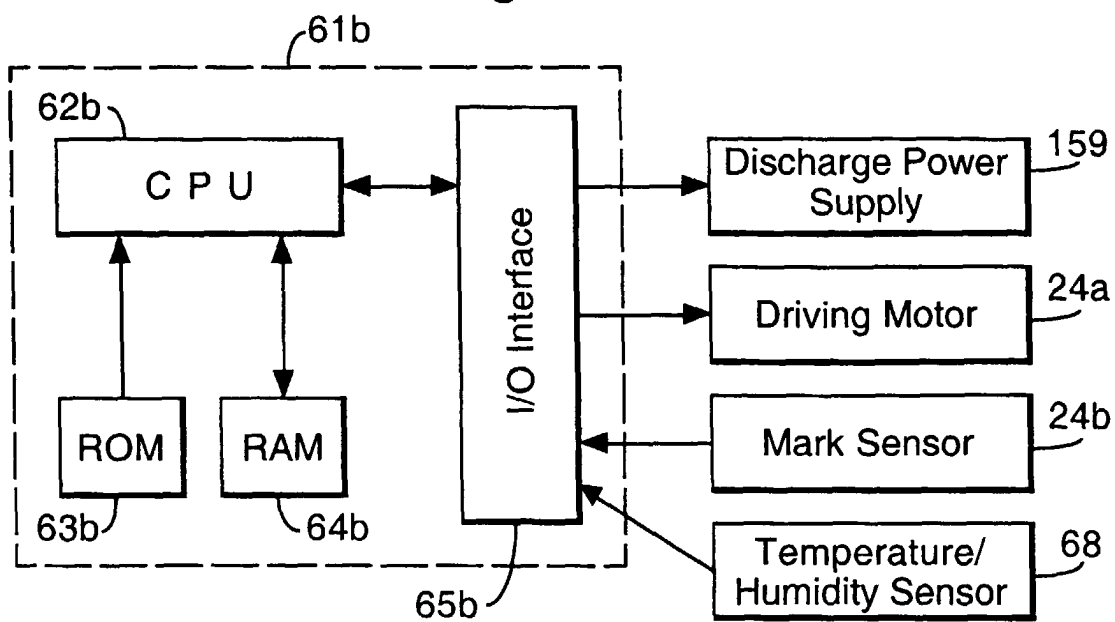 61b
62b
C P U
ROM
63b
RAM
64b
I/O Interface
65b
Discharge Power
Supply
159
Driving Motor
24a
Mark Sensor
24b
Temperature/
Humidity Sensor
68